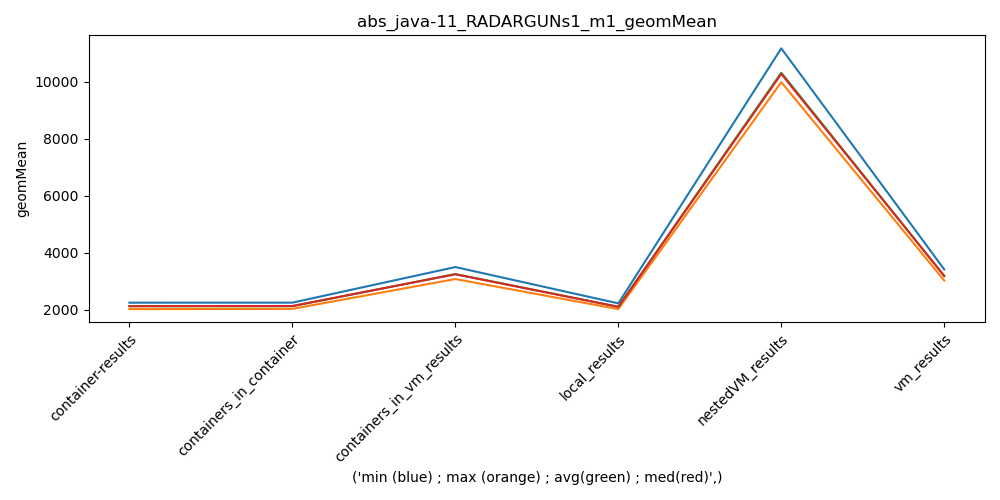 abs_java-11_RADARGUNs1_m1_geomMean
geomMean
10000
8000
6000
4000
2000
container-results
containers_in_container
containers_in_vm_results
local_results
nestedVM_results
vm_results
('min (blue) ; max (orange) ; avg(green) ; med(red)',)